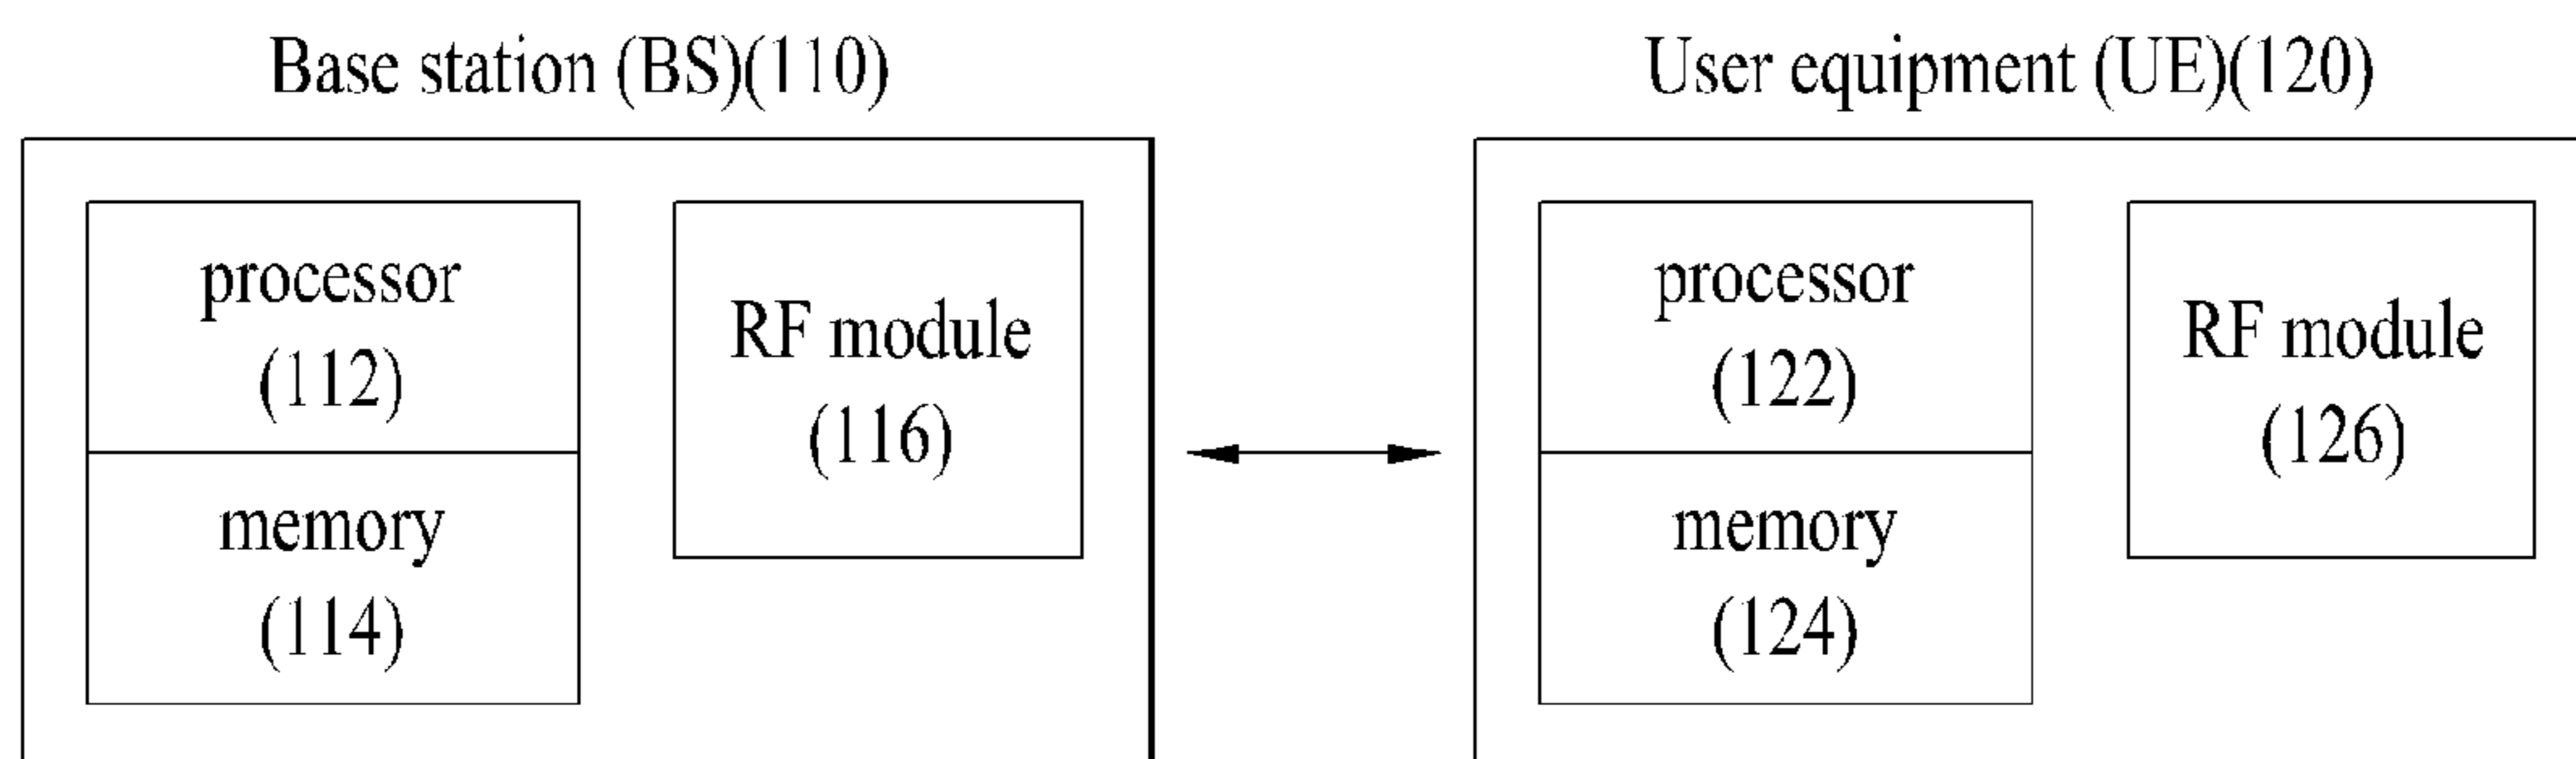 Base station (BS)(110)
processor
(112)
memory
(114)
RF module
(116)
User equipment (UE)(120)
processor
(122)
memory
(124)
RF module
(126)